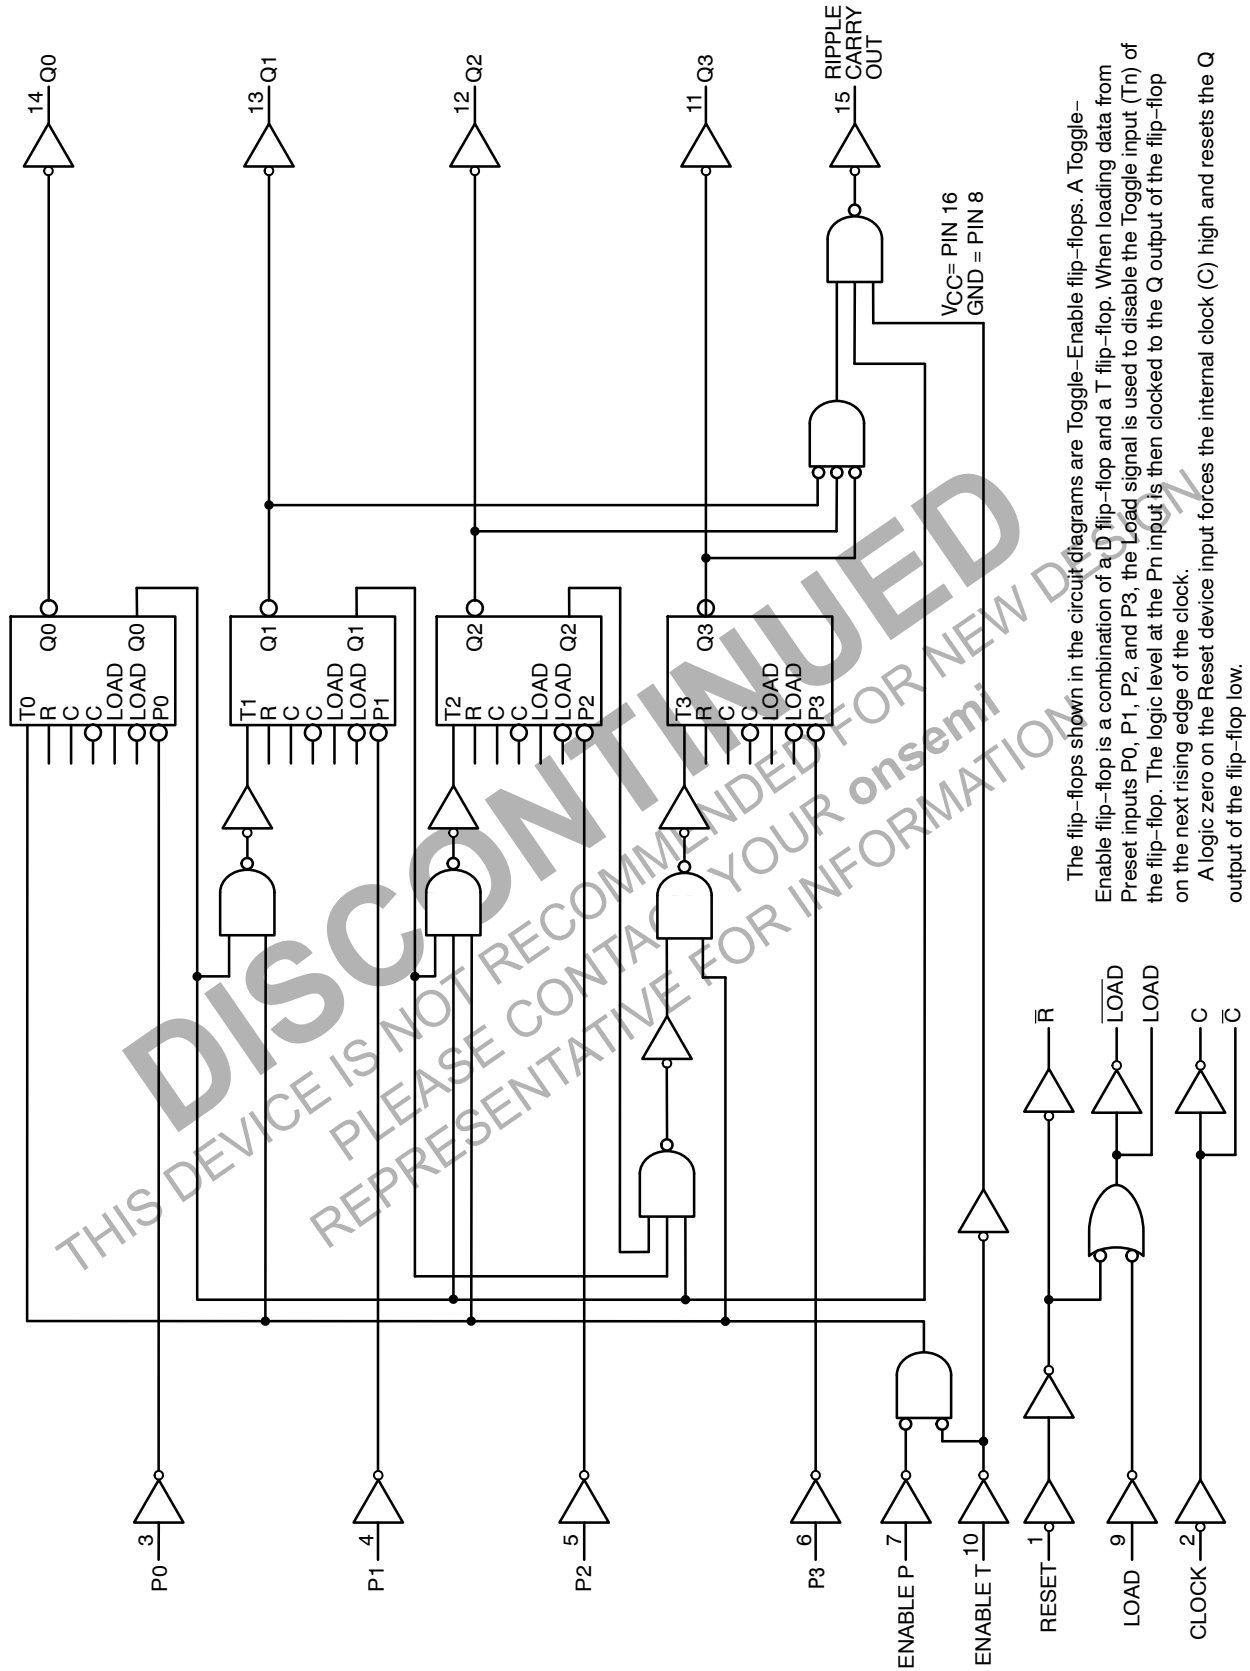 P0
3
14
Q0
P1
4
13
Q1
P2
5
12
Q2
P3
6
11
Q3
RIPPLE
CARRY
OUT
15
ENABLE P
7
ENABLE T
10
RESET
1
LOAD
9
CLOCK
2
T0
R
C
C
LOAD
LOAD
P0
Q0
Q0
T1
R
C
C
LOAD
LOAD
P1
Q1
Q1
T2
R
C
C
LOAD
LOAD
P2
Q2
Q2
T3
R
C
C
LOAD
LOAD
P3
Q3
VCC= PIN 16
GND = PIN 8
R̅
L̅O̅A̅D̅
LOAD
C
C̅
The flip−flops shown in the circuit diagrams are Toggle−Enable flip−flops. A Toggle−
Enable flip−flop is a combination of a D flip−flop and a T flip−flop. When loading data from
Preset inputs P0, P1, P2, and P3, the Load signal is used to disable the Toggle input (Tn) of
the flip−flop. The logic level at the Pn input is then clocked to the Q output of the flip−flop
on the next rising edge of the clock.
A logic zero on the Reset device input forces the internal clock (C) high and resets the Q
output of the flip−flop low.
DISCONTINUED
THIS DEVICE IS NOT RECOMMENDED FOR NEW DESIGN
PLEASE CONTACT YOUR onsemi
REPRESENTATIVE FOR INFORMATION